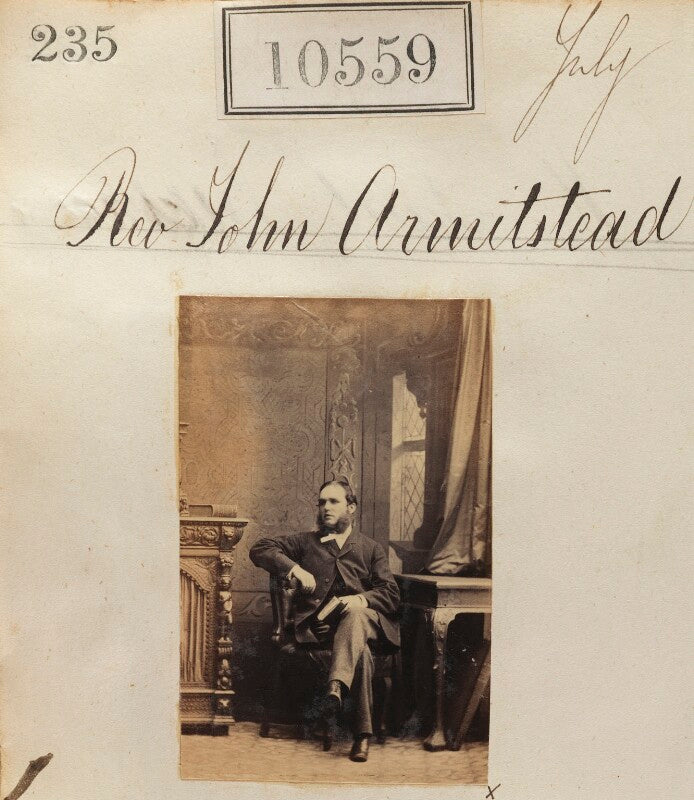 235
10559
July
Rev John Armitstead
x